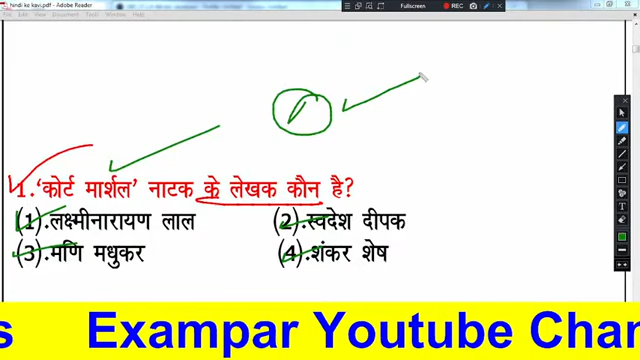 hindi ke kavi.pdf - Adobe Reader
Fullscreen REC
File Edit View Document Tools Window Help
1.‘कोर्ट मार्शल’ नाटक के लेखक कौन है?
(1).लक्ष्मीनारायण लाल (2).स्वदेश दीपक
(3).मणि मधुकर (4).शंकर शेष
s Exampar Youtube Chan